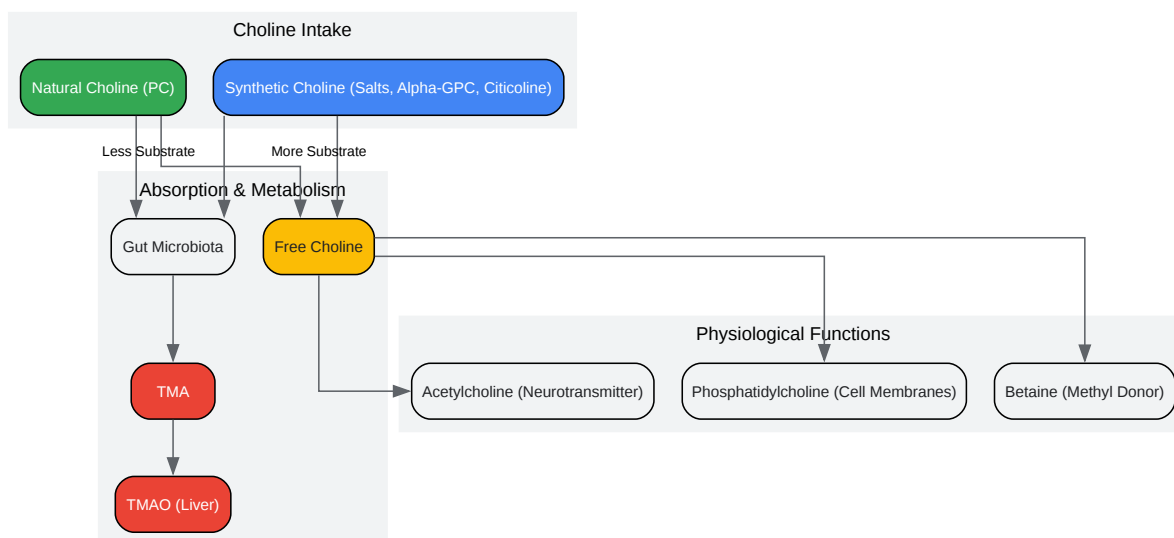 Choline Intake
Natural Choline (PC)
Synthetic Choline (Salts, Alpha-GPC, Citicoline)
Less Substrate
More Substrate
Absorption & Metabolism
Gut Microbiota
Free Choline
Physiological Functions
TMA
Acetylcholine (Neurotransmitter)
Phosphatidylcholine (Cell Membranes)
Betaine (Methyl Donor)
TMAO (Liver)